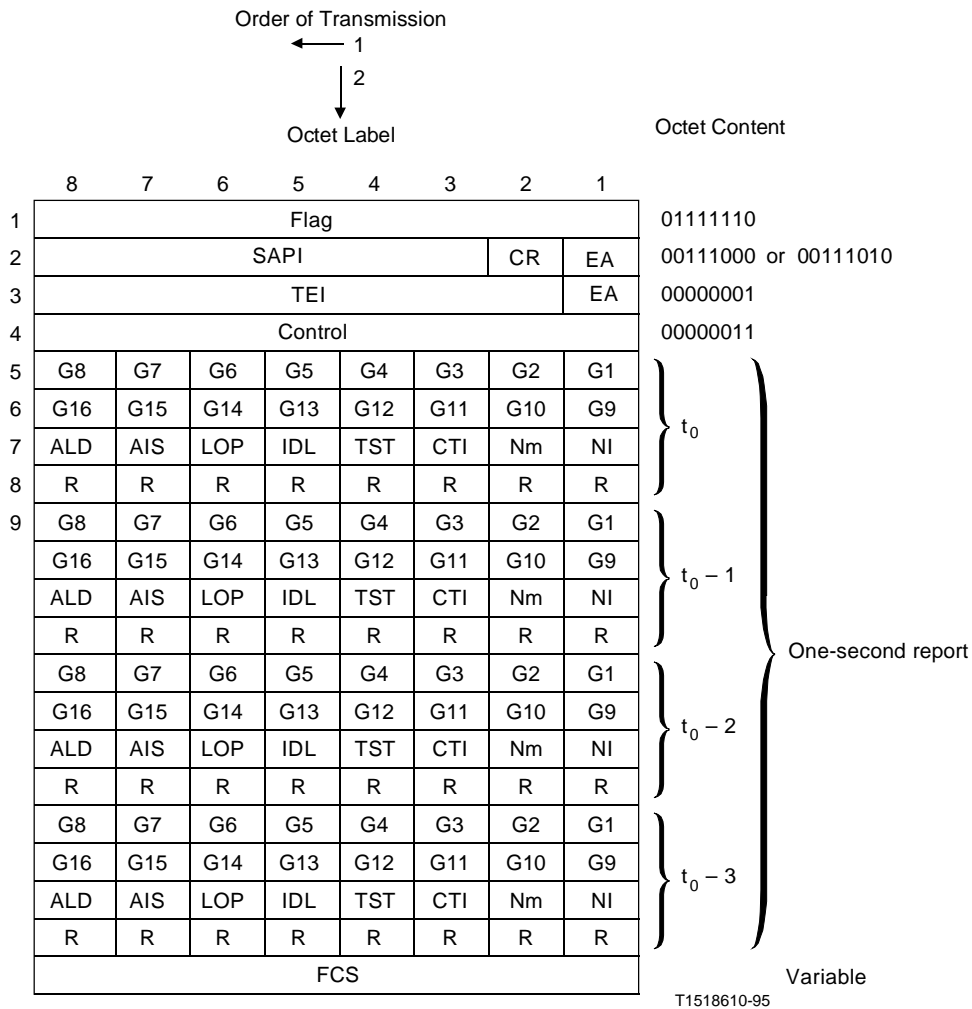 Order of Transmission
1
2
Octet Label
Octet Content
8 7 6 5 4 3 2 1
1 Flag 01111110
2 SAPI CR EA 00111000 or 00111010
3 TEI EA 00000001
4 Control 00000011
5 G8 G7 G6 G5 G4 G3 G2 G1
6 G16 G15 G14 G13 G12 G11 G10 G9
t0
7 ALD AIS LOP IDL TST CTI Nm NI
8 R R R R R R R R
9 G8 G7 G6 G5 G4 G3 G2 G1
G16 G15 G14 G13 G12 G11 G10 G9
t0 – 1
ALD AIS LOP IDL TST CTI Nm NI
R R R R R R R R
One-second report
G8 G7 G6 G5 G4 G3 G2 G1
G16 G15 G14 G13 G12 G11 G10 G9
t0 – 2
ALD AIS LOP IDL TST CTI Nm NI
R R R R R R R R
G8 G7 G6 G5 G4 G3 G2 G1
G16 G15 G14 G13 G12 G11 G10 G9
t0 – 3
ALD AIS LOP IDL TST CTI Nm NI
R R R R R R R R
FCS Variable
T1518610-95